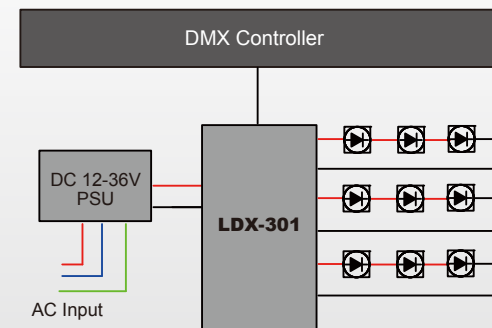 DMX Controller
DC 12-36V
PSU
LDX-301
AC Input